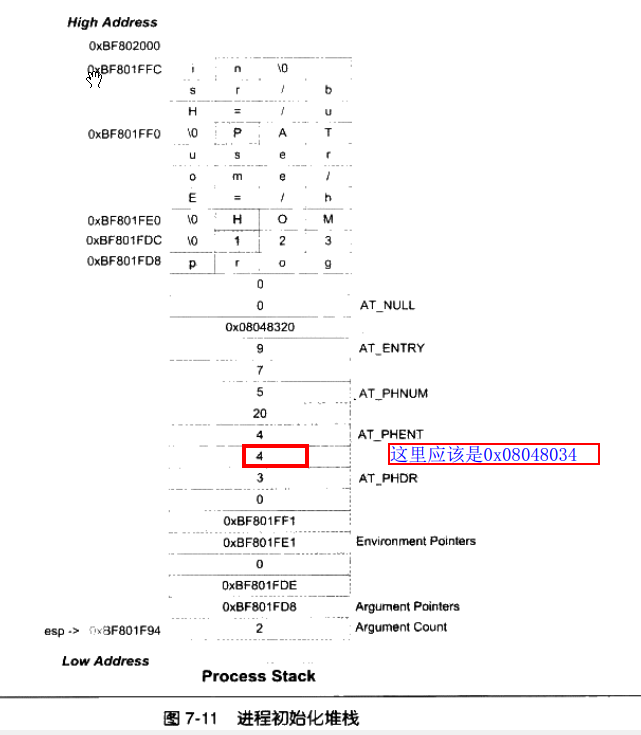 High Address
0xBF802000
0xBF801FFC i n \0
s r / b
H = / u
0xBF801FF0 \0 P A T
u s e r
o m e /
E = / h
0xBF801FE0 \0 H O M
0xBF801FDC \0 1 2 3
0xBF801FD8 p r o g
0
0 AT_NULL
0x08048320
9 AT_ENTRY
7
5 AT_PHNUM
20
4 AT_PHENT
4 这里应该是0x08048034
3 AT_PHDR
0
0xBF801FF1
0xBF801FE1 Environment Pointers
0
0xBF801FDE
0xBF801FD8 Argument Pointers
esp -> 0xBF801F94 2 Argument Count
Low Address
Process Stack
图 7-11 进程初始化堆栈